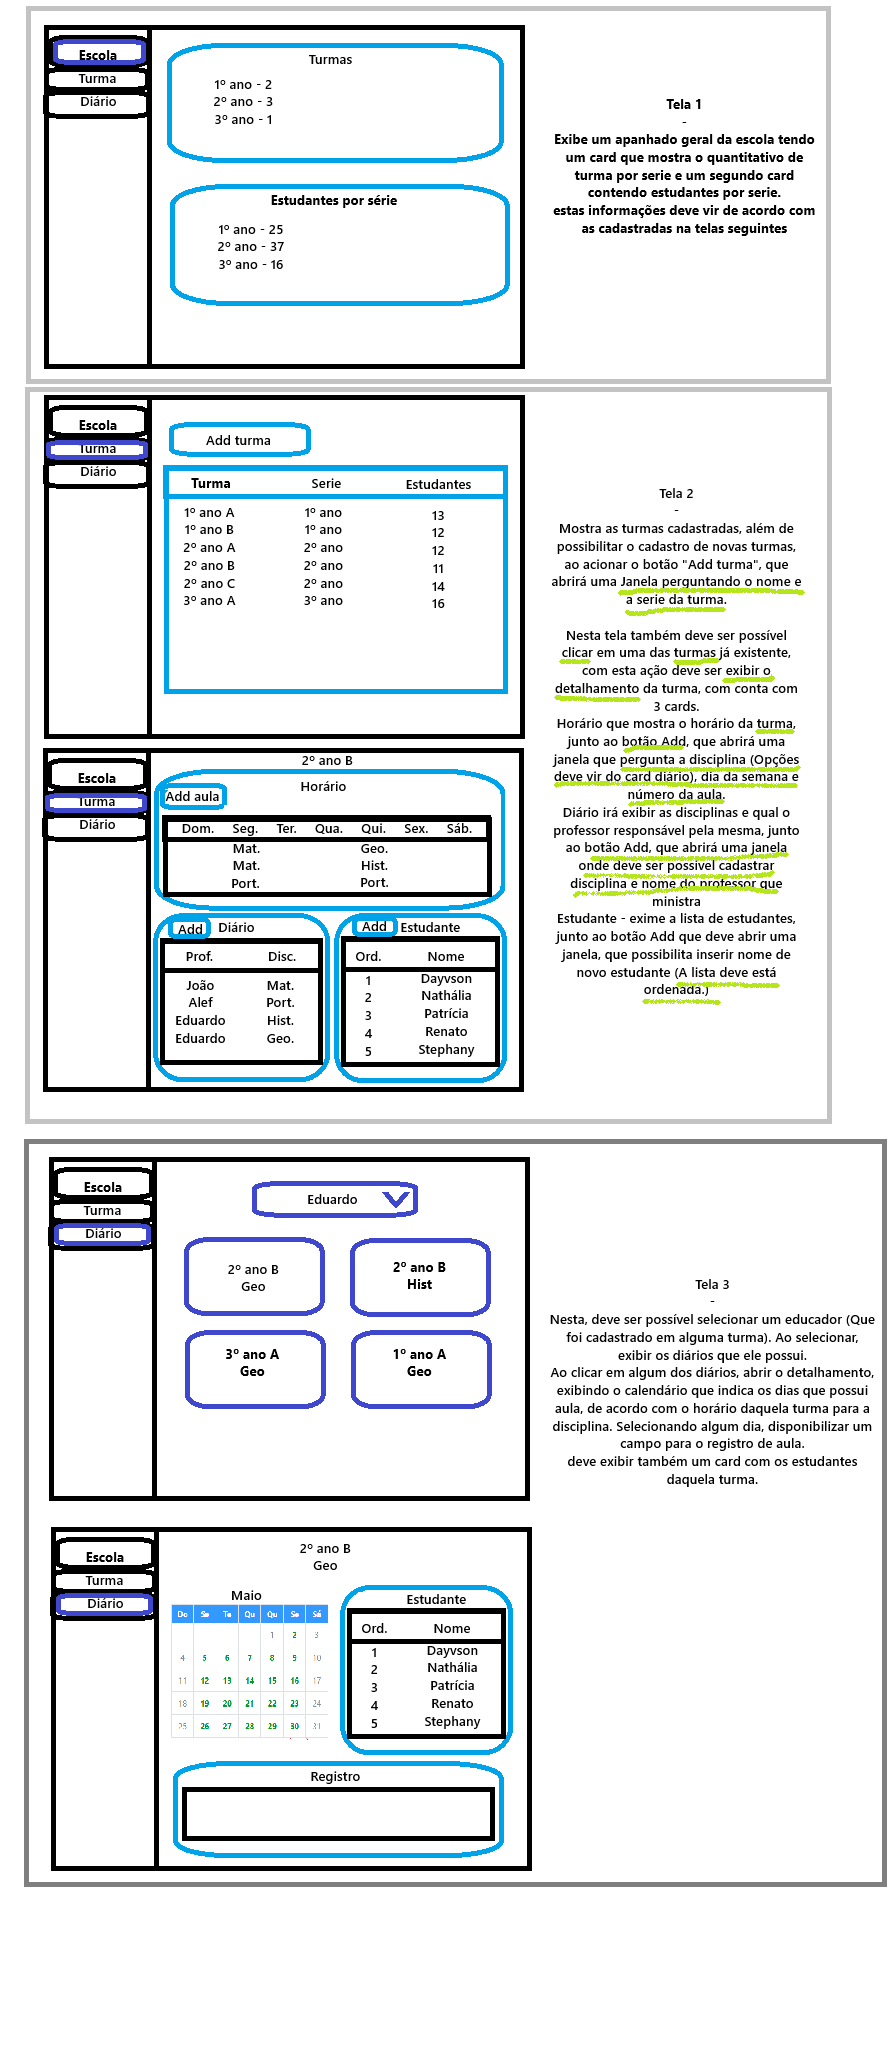 Escola
Turma
Diário
Turmas
1º ano - 2
2º ano - 3
3º ano - 1
Estudantes por série
1º ano - 25
2º ano - 37
3º ano - 16
Tela 1
-
Exibe um apanhado geral da escola tendo
um card que mostra o quantitativo de
turma por serie e um segundo card
contendo estudantes por serie.
estas informações deve vir de acordo com
as cadastradas na telas seguintes
Escola
Turma
Diário
Add turma
Turma Serie Estudantes
1º ano A 1º ano 13
1º ano B 1º ano 12
2º ano A 2º ano 12
2º ano B 2º ano 11
2º ano C 2º ano 14
3º ano A 3º ano 16
Escola
Turma
Diário
2º ano B
Horário
Add aula
Dom. Seg. Ter. Qua. Qui. Sex. Sáb.
Mat. Geo.
Mat. Hist.
Port. Port.
Add Diário
Prof. Disc.
João Mat.
Alef Port.
Eduardo Hist.
Eduardo Geo.
Add Estudante
Ord. Nome
1 Dayvson
2 Nathália
3 Patrícia
4 Renato
5 Stephany
Tela 2
-
Mostra as turmas cadastradas, além de
possibilitar o cadastro de novas turmas,
ao acionar o botão "Add turma", que
abrirá uma Janela perguntando o nome e
a serie da turma.
Nesta tela também deve ser possível
clicar em uma das turmas já existente,
com esta ação deve ser exibir o
detalhamento da turma, com conta com
3 cards.
Horário que mostra o horário da turma,
junto ao botão Add, que abrirá uma
janela que pergunta a disciplina (Opções
deve vir do card diário), dia da semana e
número da aula.
Diário irá exibir as disciplinas e qual o
professor responsável pela mesma, junto
ao botão Add, que abrirá uma janela
onde deve ser possivel cadastrar
disciplina e nome do professor que
ministra
Estudante - exime a lista de estudantes,
junto ao botão Add que deve abrir uma
janela, que possibilita inserir nome de
novo estudante (A lista deve está
ordenada.)
Escola
Turma
Diário
Eduardo
2º ano B
Geo
2º ano B
Hist
3º ano A
Geo
1º ano A
Geo
Tela 3
-
Nesta, deve ser possível selecionar um educador (Que
foi cadastrado em alguma turma). Ao selecionar,
exibir os diários que ele possui.
Ao clicar em algum dos diários, abrir o detalhamento,
exibindo o calendário que indica os dias que possui
aula, de acordo com o horário daquela turma para a
disciplina. Selecionando algum dia, disponibilizar um
campo para o registro de aula.
deve exibir também um card com os estudantes
daquela turma.
Escola
Turma
Diário
2º ano B
Geo
Maio
Do Se Te Qu Qu Se Sá
1 2 3
4 5 6 7 8 9 10
11 12 13 14 15 16 17
18 19 20 21 22 23 24
25 26 27 28 29 30 31
Estudante
Ord. Nome
1 Dayvson
2 Nathália
3 Patrícia
4 Renato
5 Stephany
Registro